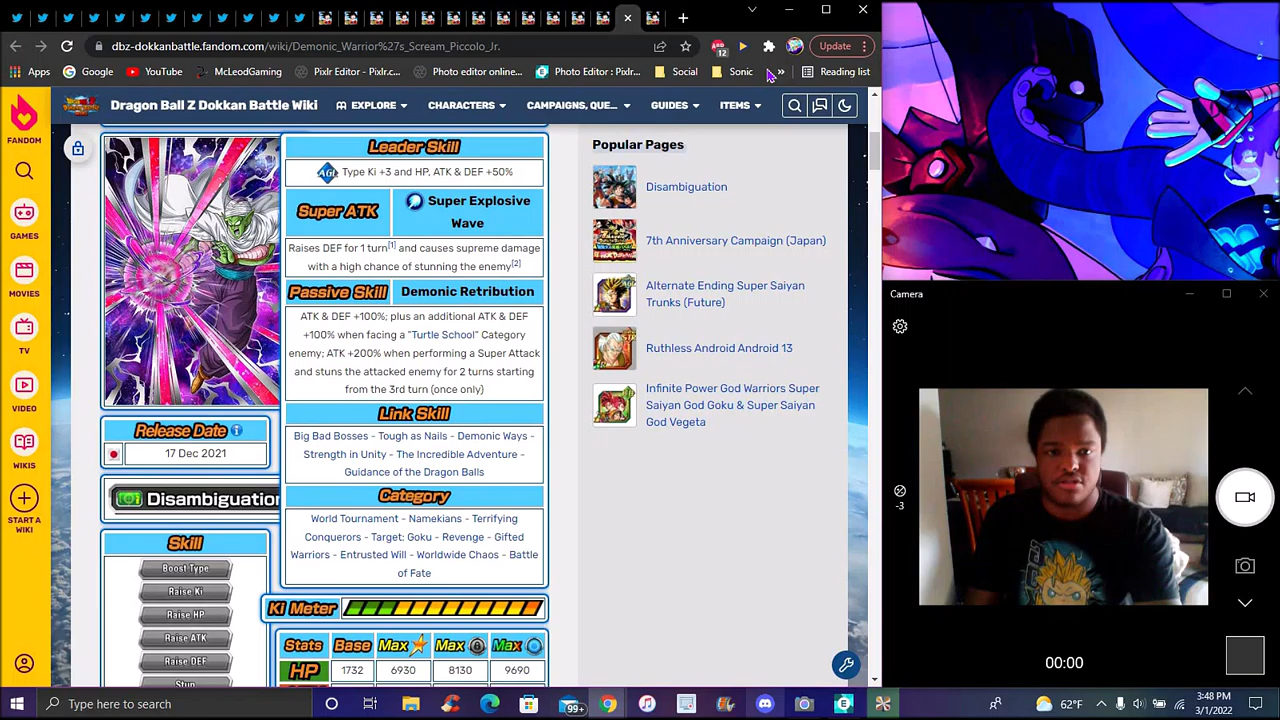 12
Update
dbz-dokkanbattle.fandom.com/wiki/Demonic_Warrior%27s_Scream_Piccolo_Jr.
Apps
Google
YouTube
McLeodGaming
Pixlr Editor - Pixlr.c...
Photo editor online...
Photo Editor : Pixlr...
Social
Sonic
»
Reading list
Dragon Ball Z Dokkan Battle Wiki
EXPLORE
CHARACTERS
CAMPAIGNS, QUE...
GUIDES
ITEMS
FANDOM
GAMES
MOVIES
TV
VIDEO
WIKIS
START A
WIKI
Leader Skill
AGL Type Ki +3 and HP, ATK & DEF +50%
Super ATK
Super Explosive
Wave
Raises DEF for 1 turn[1] and causes supreme damage
with a high chance of stunning the enemy[2]
Passive Skill
Demonic Retribution
ATK & DEF +100%; plus an additional ATK & DEF
+100% when facing a "Turtle School" Category
enemy; ATK +200% when performing a Super Attack
and stuns the attacked enemy for 2 turns starting
from the 3rd turn (once only)
Link Skill
Big Bad Bosses - Tough as Nails - Demonic Ways -
Strength in Unity - The Incredible Adventure -
Guidance of the Dragon Balls
Category
World Tournament - Namekians - Terrifying
Conquerors - Target: Goku - Revenge - Gifted
Warriors - Entrusted Will - Worldwide Chaos - Battle
of Fate
Ki Meter
Stats Base Max Max Max
HP 1732 6930 8130 9690
Release Date
17 Dec 2021
Disambiguation
Skill
Boost Type
Raise Ki
Raise HP
Raise ATK
Raise DEF
Stun
Popular Pages
Disambiguation
7th Anniversary Campaign (Japan)
Alternate Ending Super Saiyan
Trunks (Future)
Ruthless Android Android 13
Infinite Power God Warriors Super
Saiyan God Goku & Super Saiyan
God Vegeta
Camera
-3
00:00
Type here to search
99+
62°F
3:48 PM
3/1/2022